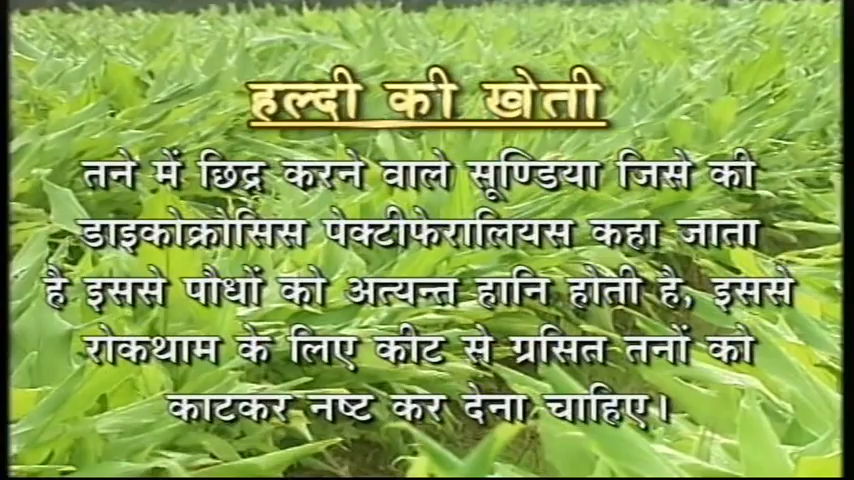 हल्दी की खेती
तने में छिद्र करने वाले सूण्डिया जिसे की
डाइकोक्रौसिस पेक्टीफेरालियस कहा जाता
है इससे पौधों को अत्यन्त हानि होती है, इससे
रोकथाम के लिए कीट से ग्रसित तनों को
काटकर नष्ट कर देना चाहिए।